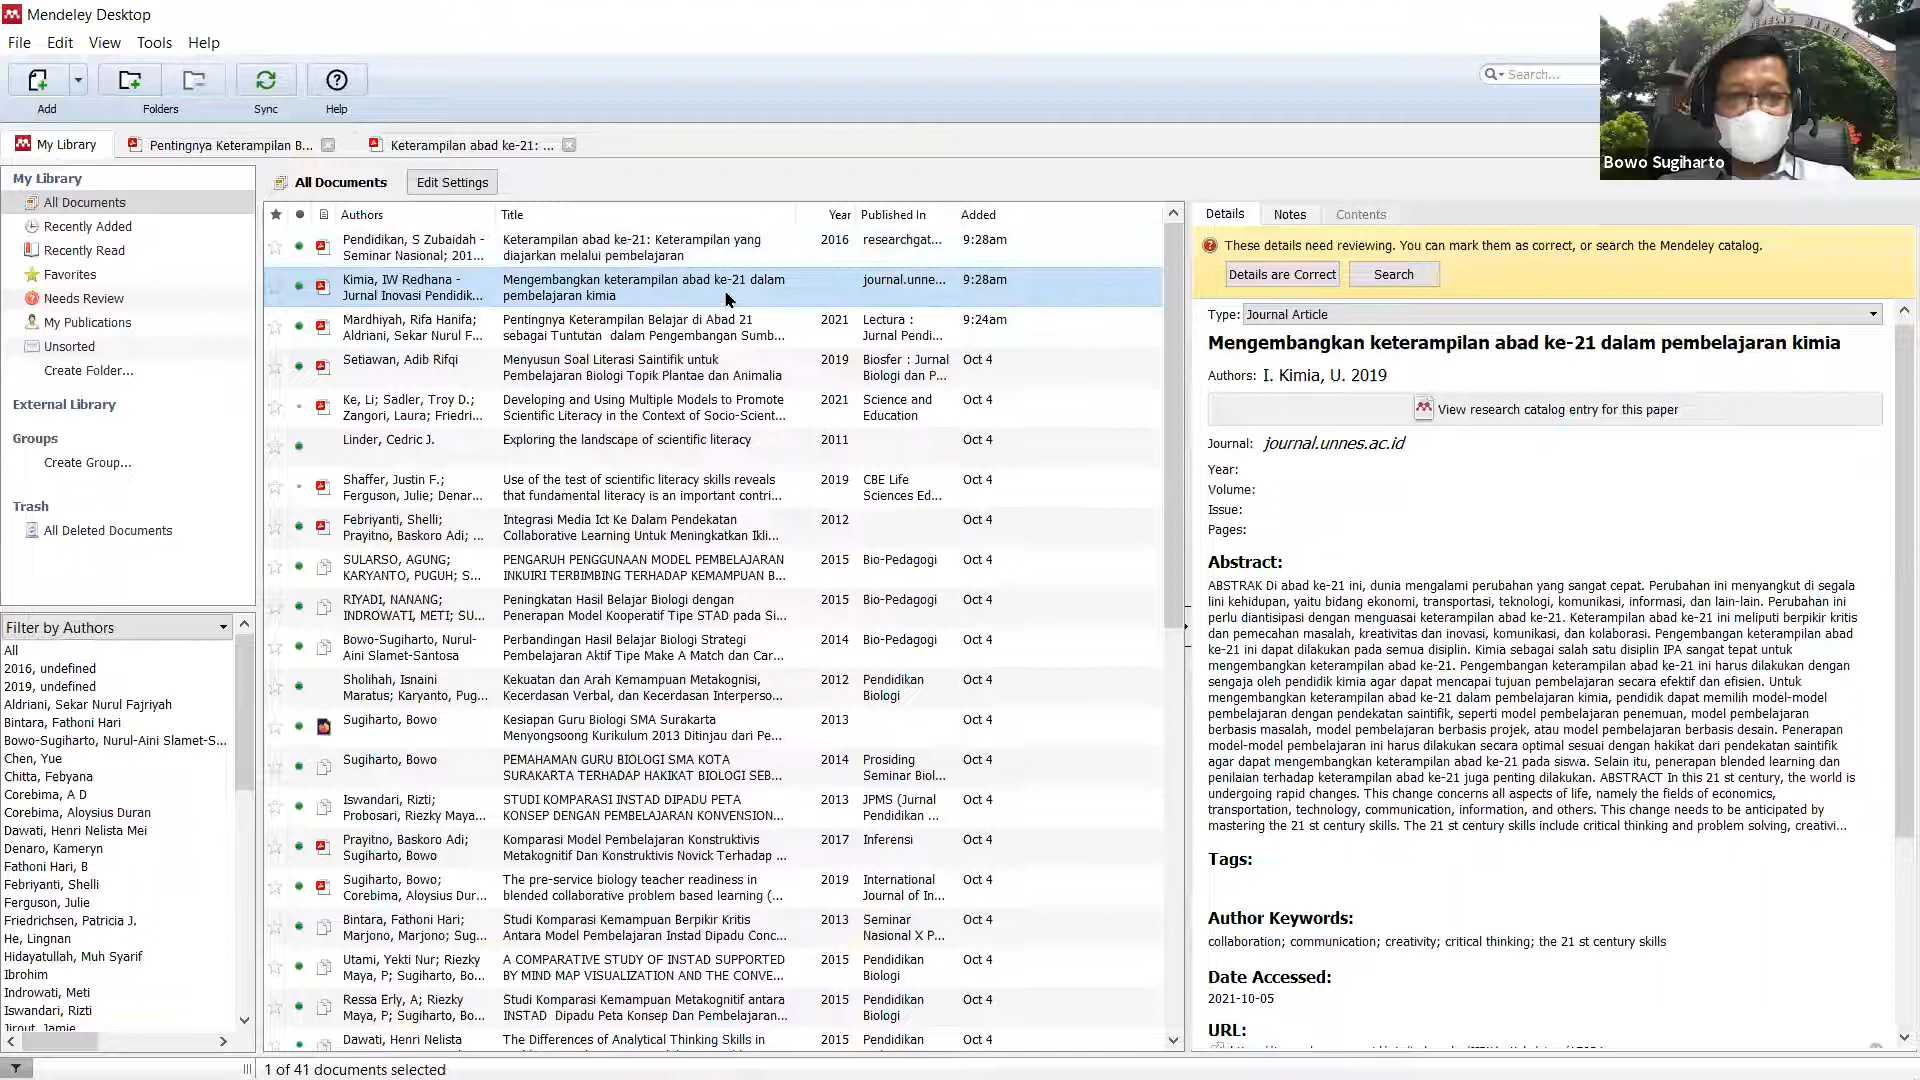 Mendeley Desktop
File Edit View Tools Help
Add Folders Sync Help
Search...
Bowo Sugiharto
My Library Pentingnya Keterampilan B... Keterampilan abad ke-21: ...
My Library
All Documents
Recently Added
Recently Read
Favorites
Needs Review
My Publications
Unsorted
Create Folder...
External Library
Groups
Create Group...
Trash
All Deleted Documents
Filter by Authors
All
2016, undefined
2019, undefined
Aldriani, Sekar Nurul Fajriyah
Bintara, Fathoni Hari
Bowo-Sugiharto, Nurul-Aini Slamet-S...
Chen, Yue
Chitta, Febyana
Corebima, A D
Corebima, Aloysius Duran
Dawati, Henri Nelista Mei
Denaro, Kameryn
Fathoni Hari, B
Febriyanti, Shelli
Ferguson, Julie
Friedrichsen, Patricia J.
He, Lingnan
Hidayatullah, Muh Syarif
Ibrohim
Indrowati, Meti
Iswandari, Rizti
Jirout, Jamie
All Documents Edit Settings
Authors Title Year Published In Added
Pendidikan, S Zubaidah - Keterampilan abad ke-21: Keterampilan yang 2016 researchgat... 9:28am
Seminar Nasional; 201... diajarkan melalui pembelajaran
Kimia, IW Redhana - Mengembangkan keterampilan abad ke-21 dalam journal.unne... 9:28am
Jurnal Inovasi Pendidik... pembelajaran kimia
Mardhiyah, Rifa Hanifa; Pentingnya Keterampilan Belajar di Abad 21 2021 Lectura : 9:24am
Aldriani, Sekar Nurul F... sebagai Tuntutan dalam Pengembangan Sumb... Jurnal Pendi...
Setiawan, Adib Rifqi Menyusun Soal Literasi Saintifik untuk 2019 Biosfer : Jurnal Oct 4
Pembelajaran Biologi Topik Plantae dan Animalia Biologi dan P...
Ke, Li; Sadler, Troy D.; Developing and Using Multiple Models to Promote 2021 Science and Oct 4
Zangori, Laura; Friedri... Scientific Literacy in the Context of Socio-Scient... Education
Linder, Cedric J. Exploring the landscape of scientific literacy 2011 Oct 4
Shaffer, Justin F.; Use of the test of scientific literacy skills reveals 2019 CBE Life Oct 4
Ferguson, Julie; Denar... that fundamental literacy is an important contri... Sciences Ed...
Febriyanti, Shelli; Integrasi Media Ict Ke Dalam Pendekatan 2012 Oct 4
Prayitno, Baskoro Adi; ... Collaborative Learning Untuk Meningkatkan Ikli...
SULARSO, AGUNG; PENGARUH PENGGUNAAN MODEL PEMBELAJARAN 2015 Bio-Pedagogi Oct 4
KARYANTO, PUGUH; S... INKUIRI TERBIMBING TERHADAP KEMAMPUAN B...
RIYADI, NANANG; Peningkatan Hasil Belajar Biologi dengan 2015 Bio-Pedagogi Oct 4
INDROWATI, METI; SU... Penerapan Model Kooperatif Tipe STAD pada Si...
Bowo-Sugiharto, Nurul- Perbandingan Hasil Belajar Biologi Strategi 2014 Bio-Pedagogi Oct 4
Aini Slamet-Santosa Pembelajaran Aktif Tipe Make A Match dan Car...
Sholihah, Isnaini Kekuatan dan Arah Kemampuan Metakognisi, 2012 Pendidikan Oct 4
Maratus; Karyanto, Pug... Kecerdasan Verbal, dan Kecerdasan Interperso... Biologi
Sugiharto, Bowo Kesiapan Guru Biologi SMA Surakarta 2013 Oct 4
Menyongsoong Kurikulum 2013 Ditinjau dari Pe...
Sugiharto, Bowo PEMAHAMAN GURU BIOLOGI SMA KOTA 2014 Prosiding Oct 4
SURAKARTA TERHADAP HAKIKAT BIOLOGI SEB... Seminar Biol...
Iswandari, Rizti; STUDI KOMPARASI INSTAD DIPADU PETA 2013 JPMS (Jurnal Oct 4
Probosari, Riezky Maya... KONSEP DENGAN PEMBELAJARAN KONVENSION... Pendidikan ...
Prayitno, Baskoro Adi; Komparasi Model Pembelajaran Konstruktivis 2017 Inferensi Oct 4
Sugiharto, Bowo Metakognitif Dan Konstruktivis Novick Terhadap ...
Sugiharto, Bowo; The pre-service biology teacher readiness in 2019 International Oct 4
Corebima, Aloysius Dur... blended collaborative problem based learning (... Journal of In...
Bintara, Fathoni Hari; Studi Komparasi Kemampuan Berpikir Kritis 2013 Seminar Oct 4
Marjono, Marjono; Sug... Antara Model Pembelajaran Instad Dipadu Conc... Nasional X P...
Utami, Yekti Nur; Riezky A COMPARATIVE STUDY OF INSTAD SUPPORTED 2015 Pendidikan Oct 4
Maya, P; Sugiharto, Bo... BY MIND MAP VISUALIZATION AND THE CONVE... Biologi
Ressa Erly, A; Riezky Studi Komparasi Kemampuan Metakognitif antara 2015 Pendidikan Oct 4
Maya, P; Sugiharto, Bo... INSTAD Dipadu Peta Konsep Dan Pembelajaran... Biologi
Dawati, Henri Nelista The Differences of Analytical Thinking Skills in 2015 Pendidikan Oct 4
1 of 41 documents selected
Details Notes Contents
These details need reviewing. You can mark them as correct, or search the Mendeley catalog.
Details are Correct Search
Type: Journal Article
Mengembangkan keterampilan abad ke-21 dalam pembelajaran kimia
Authors: I. Kimia, U. 2019
View research catalog entry for this paper
Journal: journal.unnes.ac.id
Year:
Volume:
Issue:
Pages:
Abstract:
ABSTRAK Di abad ke-21 ini, dunia mengalami perubahan yang sangat cepat. Perubahan ini menyangkut di segala
lini kehidupan, yaitu bidang ekonomi, transportasi, teknologi, komunikasi, informasi, dan lain-lain. Perubahan ini
perlu diantisipasi dengan menguasai keterampilan abad ke-21. Keterampilan abad ke-21 ini meliputi berpikir kritis
dan pemecahan masalah, kreativitas dan inovasi, komunikasi, dan kolaborasi. Pengembangan keterampilan abad
ke-21 ini dapat dilakukan pada semua disiplin. Kimia sebagai salah satu disiplin IPA sangat tepat untuk
mengembangkan keterampilan abad ke-21. Pengembangan keterampilan abad ke-21 ini harus dilakukan dengan
sengaja oleh pendidik kimia agar dapat mencapai tujuan pembelajaran secara efektif dan efisien. Untuk
mengembangkan keterampilan abad ke-21 dalam pembelajaran kimia, pendidik dapat memilih model-model
pembelajaran dengan pendekatan saintifik, seperti model pembelajaran penemuan, model pembelajaran
berbasis masalah, model pembelajaran berbasis projek, atau model pembelajaran berbasis desain. Penerapan
model-model pembelajaran ini harus dilakukan secara optimal sesuai dengan hakikat dari pendekatan saintifik
agar dapat mengembangkan keterampilan abad ke-21 pada siswa. Selain itu, penerapan blended learning dan
penilaian terhadap keterampilan abad ke-21 juga penting dilakukan. ABSTRACT In this 21 st century, the world is
undergoing rapid changes. This change concerns all aspects of life, namely the fields of economics,
transportation, technology, communication, information, and others. This change needs to be anticipated by
mastering the 21 st century skills. The 21 st century skills include critical thinking and problem solving, creativi...
Tags:
Author Keywords:
collaboration; communication; creativity; critical thinking; the 21 st century skills
Date Accessed:
2021-10-05
URL: